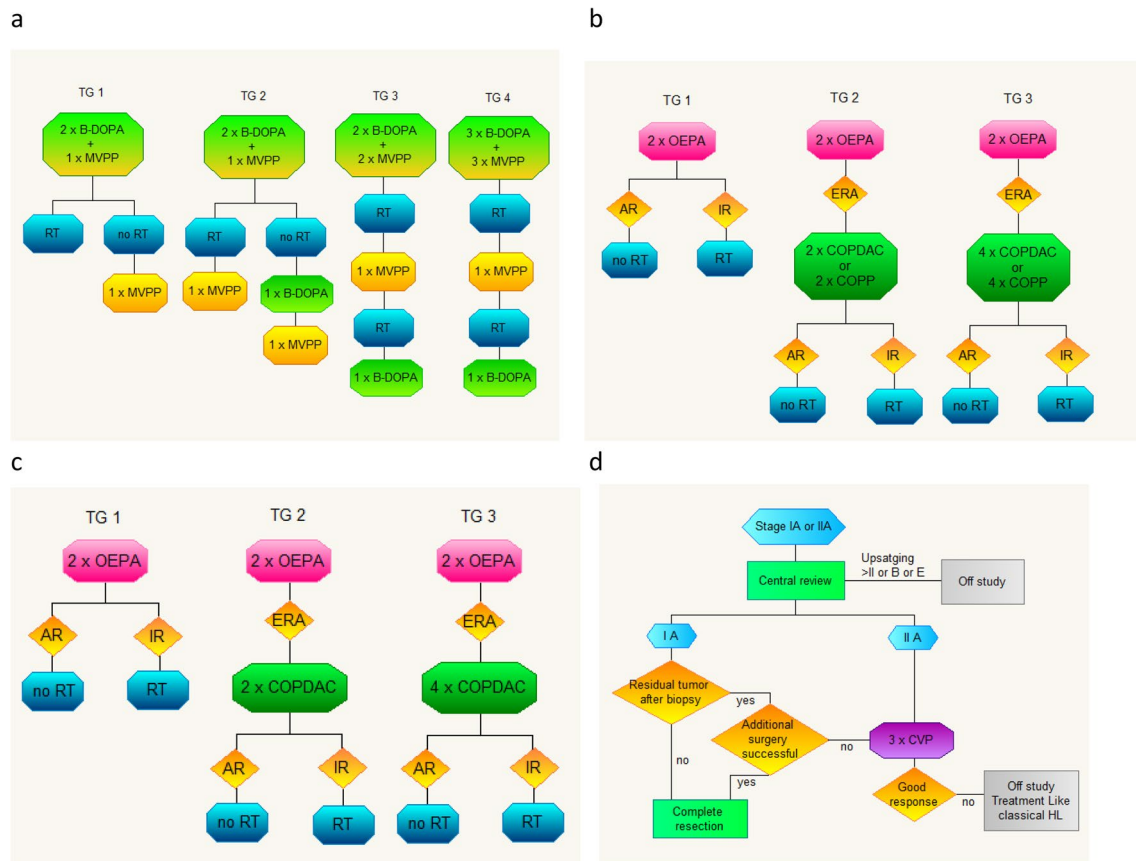 a
TG 1
TG 2
TG 3
TG 4
2 x B-DOPA
+
1 x MVPP
2 x B-DOPA
+
1 x MVPP
2 x B-DOPA
+
2 x MVPP
3 x B-DOPA
+
3 x MVPP
RT
no RT
RT
no RT
RT
RT
1 x MVPP
1 x MVPP
1 x B-DOPA
1 x MVPP
1 x MVPP
1 x MVPP
RT
RT
1 x B-DOPA
1 x B-DOPA
b
TG 1
TG 2
TG 3
2 x OEPA
2 x OEPA
2 x OEPA
AR
IR
ERA
ERA
no RT
RT
2 x COPDAC
or
2 x COPP
4 x COPDAC
or
4 x COPP
AR
IR
AR
IR
no RT
RT
no RT
RT
c
TG 1
TG 2
TG 3
2 x OEPA
2 x OEPA
2 x OEPA
AR
IR
ERA
ERA
no RT
RT
2 x COPDAC
4 x COPDAC
AR
IR
AR
IR
no RT
RT
no RT
RT
d
Stage IA or IIA
Central review
Upsatging
>II or B or E
Off study
I A
II A
Residual tumor
after biopsy
yes
Additional
surgery
successful
no
3 x CVP
no
yes
Complete
resection
Good
response
no
Off study
Treatment Like
classical HL